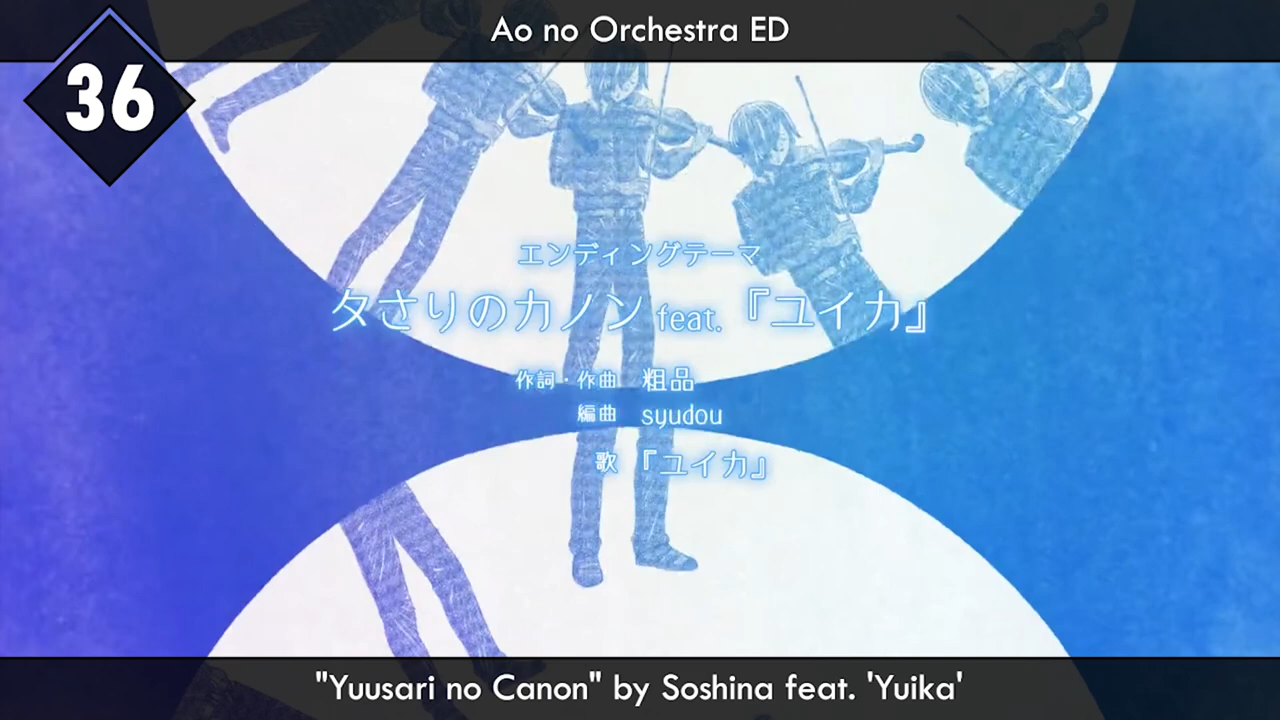 Ao no Orchestra ED
36
エンディングテーマ
夕さりのカノン feat.『ユイカ』
作詞・作曲 粗品
編曲 syudou
歌 『ユイカ』
"Yuusari no Canon" by Soshina feat. 'Yuika'